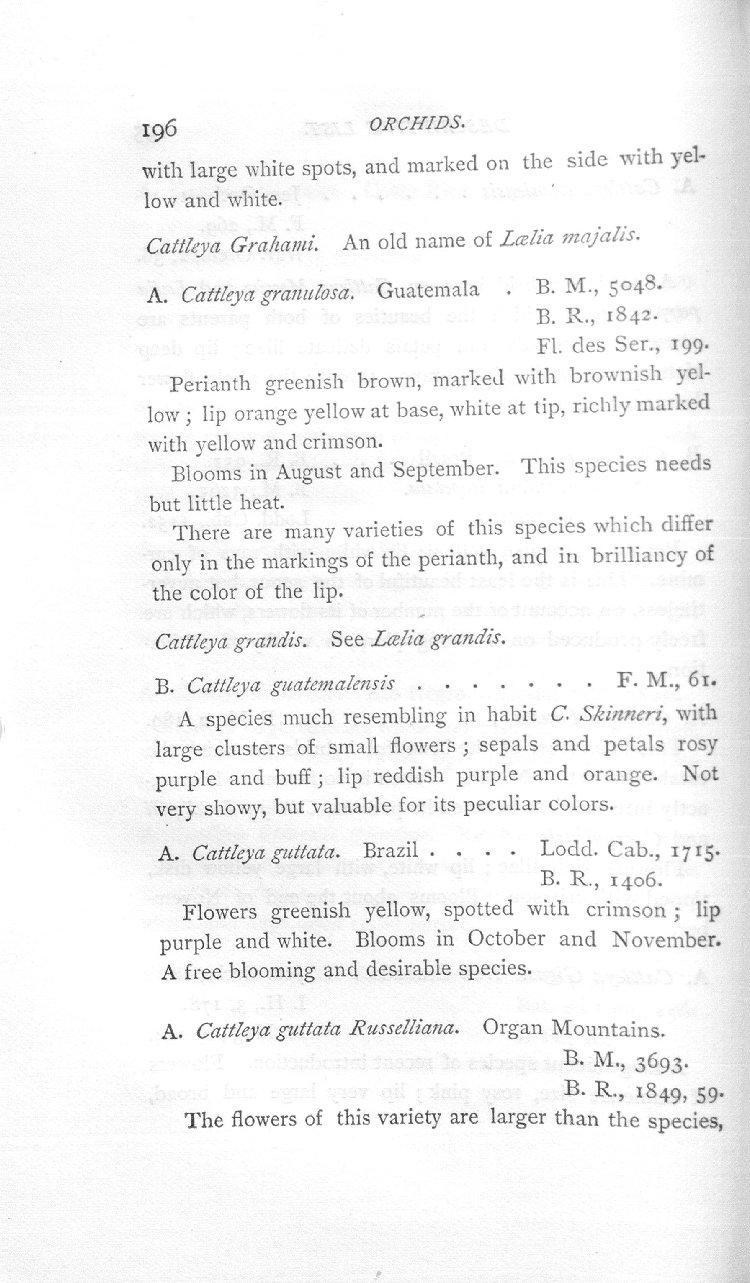 196 ORCHIDS.
with large white spots, and marked on the side with yel-
low and white.
Cattleya Grahami. An old name of Lælia majalis.
A. Cattleya granulosa. Guatemala . B. M., 5048.
B. R., 1842.
Fl. des Ser., 199.
Perianth greenish brown, marked with brownish yel-
low ; lip orange yellow at base, white at tip, richly marked
with yellow and crimson.
Blooms in August and September. This species needs
but little heat.
There are many varieties of this species which differ
only in the markings of the perianth, and in brilliancy of
the color of the lip.
Cattleya grandis. See Lælia grandis.
B. Cattleya guatemalensis . . . . . . . F. M., 61.
A species much resembling in habit C. Skinneri, with
large clusters of small flowers ; sepals and petals rosy
purple and buff ; lip reddish purple and orange. Not
very showy, but valuable for its peculiar colors.
A. Cattleya guttata. Brazil . . . . Lodd. Cab., 1715.
B. R., 1406.
Flowers greenish yellow, spotted with crimson ; lip
purple and white. Blooms in October and November.
A free blooming and desirable species.
A. Cattleya guttata Russelliana. Organ Mountains.
B. M., 3693.
B. R., 1849, 59.
The flowers of this variety are larger than the species,